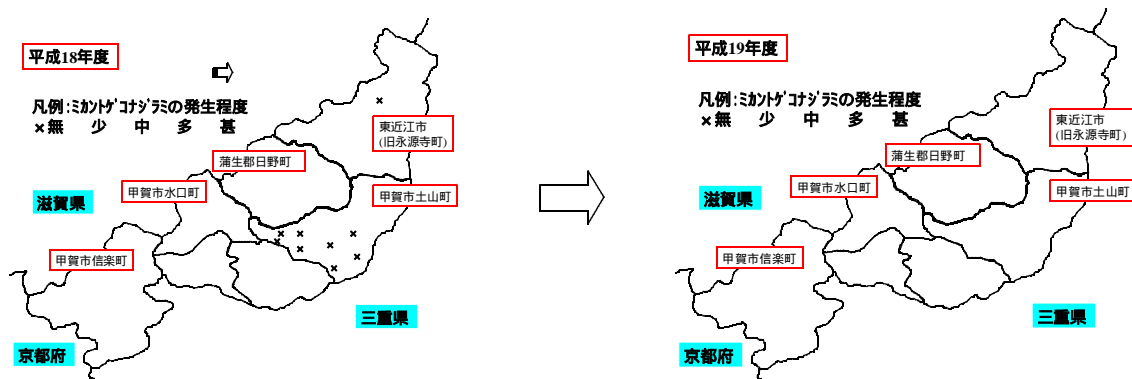 平成18年度
凡例:ミカントゲコナジラミの発生程度
×無 少 中 多 甚
×
東近江市
(旧永源寺町)
蒲生郡日野町
甲賀市水口町
甲賀市土山町
滋賀県
× × ×
× × × ×
×
甲賀市信楽町
三重県
京都府
平成19年度
凡例:ミカントゲコナジラミの発生程度
×無 少 中 多 甚
東近江市
(旧永源寺町)
蒲生郡日野町
甲賀市水口町
甲賀市土山町
滋賀県
甲賀市信楽町
三重県
京都府